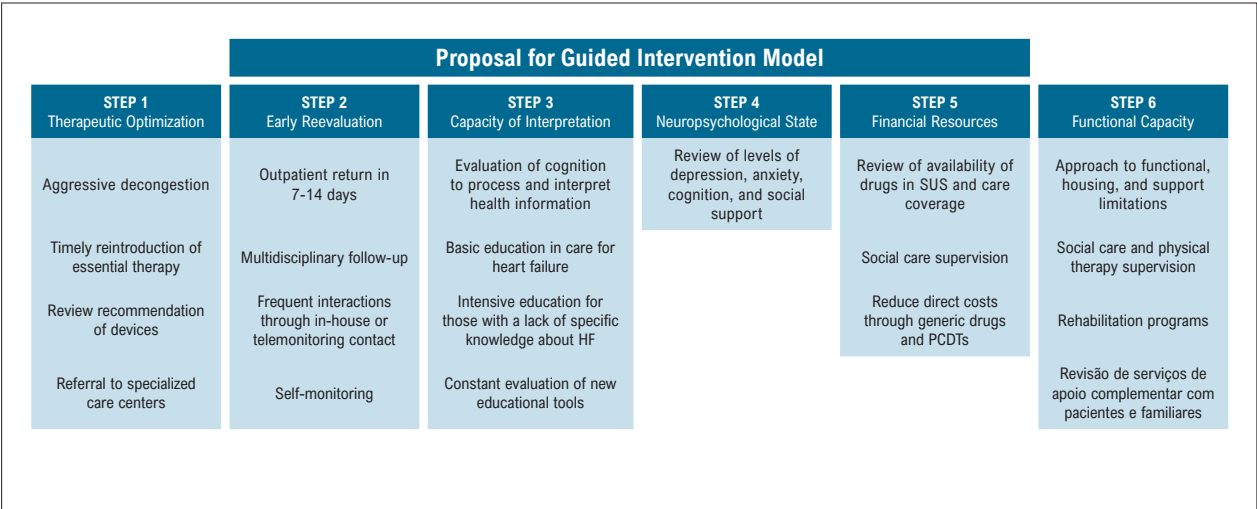 Proposal for Guided Intervention Model
STEP 1
Therapeutic Optimization
Aggressive decongestion
Timely reintroduction of
essential therapy
Review recommendation
of devices
Referral to specialized
care centers
STEP 2
Early Reevaluation
Outpatient return in
7-14 days
Multidisciplinary follow-up
Frequent interactions
through in-house or
telemonitoring contact
Self-monitoring
STEP 3
Capacity of Interpretation
Evaluation of cognition
to process and interpret
health information
Basic education in care for
heart failure
Intensive education for
those with a lack of specific
knowledge about HF
Constant evaluation of new
educational tools
STEP 4
Neuropsychological State
Review of levels of
depression, anxiety,
cognition, and social
support
STEP 5
Financial Resources
Review of availability of
drugs in SUS and care
coverage
Social care supervision
Reduce direct costs
through generic drugs
and PCDTs
STEP 6
Functional Capacity
Approach to functional,
housing, and support
limitations
Social care and physical
therapy supervision
Rehabilitation programs
Revisão de serviços de
apoio complementar com
pacientes e familiares